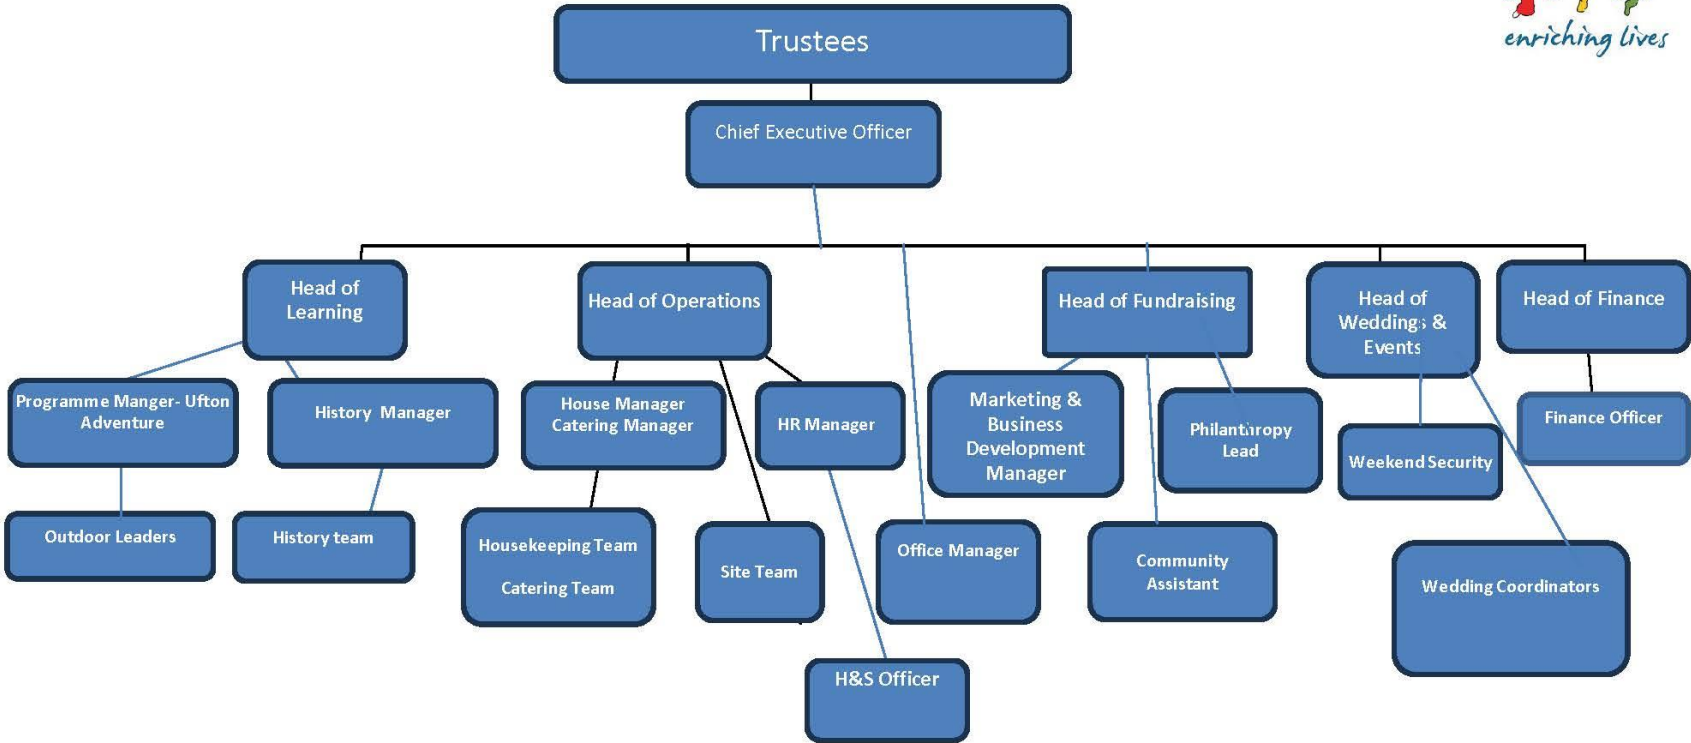 enriching lives
Trustees
Chief Executive Officer
Head of
Learning
Head of Operations
Head of Fundraising
Head of
Weddings &
Events
Head of Finance
Programme Manger- Ufton
Adventure
History Manager
House Manager
Catering Manager
HR Manager
Marketing &
Business
Development
Manager
Philanthropy
Lead
Weekend Security
Finance Officer
Outdoor Leaders
History team
Housekeeping Team
Catering Team
Site Team
Office Manager
Community
Assistant
Wedding Coordinators
H&S Officer